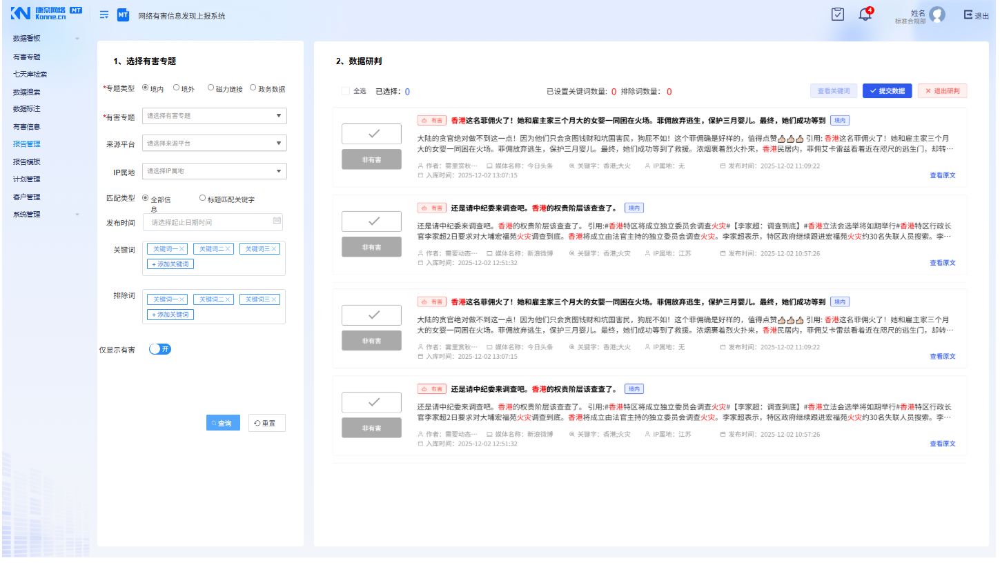 康奈网络 MT
Konne.cn
MT 网络有害信息发现上报系统
4
姓名
标准合规部
退出
数据看板
有害专题
七天库检索
数据搜索
数据标注
有害信息
报告管理
报告模板
计划管理
客户管理
系统管理
1、选择有害专题
*专题类型 境内 境外 磁力链接 政务数据
*有害专题 请选择有害专题
来源平台 请选择来源平台
IP属地 请选择IP属地
匹配类型 全部信息 标题匹配关键字
发布时间 请选择起止日期时间
关键词 关键词一× 关键词二× 关键词三×
+ 添加关键词
排除词 关键词一× 关键词二× 关键词三×
+ 添加关键词
仅显示有害 开
查询 重置
2、数据研判
全选 已选择：0 已设置关键词数量：0 排除词数量：0 查看关键词 提交数据 × 退出研判
有害 香港这名菲佣火了！她和雇主家三个月大的女婴一同困在火场。菲佣放弃逃生，保护三月婴儿。最终，她们成功等到 境内
非有害
大陆的贪官绝对做不到这一点！因为他们只会贪图钱财和坑国害民，狗屁不如！这个菲佣确是好样的，值得点赞👍👍👍 引用: 香港这名菲佣火了！她和雇主家三个月
大的女婴一同困在火场。菲佣放弃逃生，保护三月婴儿。最终，她们成功等到了救援。浓烟裹着烈火扑来，香港民居内，菲佣艾卡雷兹看着近在咫尺的逃生门，却转…
作者：雾里赏秋… 媒体名称：今日头条 关键字：香港;大火 IP属地：无 发布时间：2025-12-02 11:09:22
入库时间：2025-12-02 13:07:15
查看原文
有害 还是请中纪委来调查吧。香港的权贵阶层该查查了。 境内
非有害
还是请中纪委来调查吧。香港的权贵阶层该查查了。 引用:#香港特区将成立独立委员会调查火灾#【李家超：调查到底】#香港立法会选举将如期举行#香港特区行政长
官李家超2日要求对大埔宏福苑火灾调查到底。香港将成立由法官主持的独立委员会调查火灾。李家超表示，特区政府继续跟进宏福苑火灾约30名失联人员搜索。李…
作者：需要动态… 媒体名称：新浪微博 关键字：香港;火灾 IP属地：江苏 发布时间：2025-12-02 10:57:26
入库时间：2025-12-02 12:51:32
查看原文
有害 香港这名菲佣火了！她和雇主家三个月大的女婴一同困在火场。菲佣放弃逃生，保护三月婴儿。最终，她们成功等到 境内
非有害
大陆的贪官绝对做不到这一点！因为他们只会贪图钱财和坑国害民，狗屁不如！这个菲佣确是好样的，值得点赞👍👍👍 引用: 香港这名菲佣火了！她和雇主家三个月
大的女婴一同困在火场。菲佣放弃逃生，保护三月婴儿。最终，她们成功等到了救援。浓烟裹着烈火扑来，香港民居内，菲佣艾卡雷兹看着近在咫尺的逃生门，却转…
作者：雾里赏秋… 媒体名称：今日头条 关键字：香港;大火 IP属地：无 发布时间：2025-12-02 11:09:22
入库时间：2025-12-02 13:07:15
查看原文
有害 还是请中纪委来调查吧。香港的权贵阶层该查查了。 境内
非有害
还是请中纪委来调查吧。香港的权贵阶层该查查了。 引用:#香港特区将成立独立委员会调查火灾#【李家超：调查到底】#香港立法会选举将如期举行#香港特区行政长
官李家超2日要求对大埔宏福苑火灾调查到底。香港将成立由法官主持的独立委员会调查火灾。李家超表示，特区政府继续跟进宏福苑火灾约30名失联人员搜索。李…
作者：需要动态… 媒体名称：新浪微博 关键字：香港;火灾 IP属地：江苏 发布时间：2025-12-02 10:57:26
入库时间：2025-12-02 12:51:32
查看原文